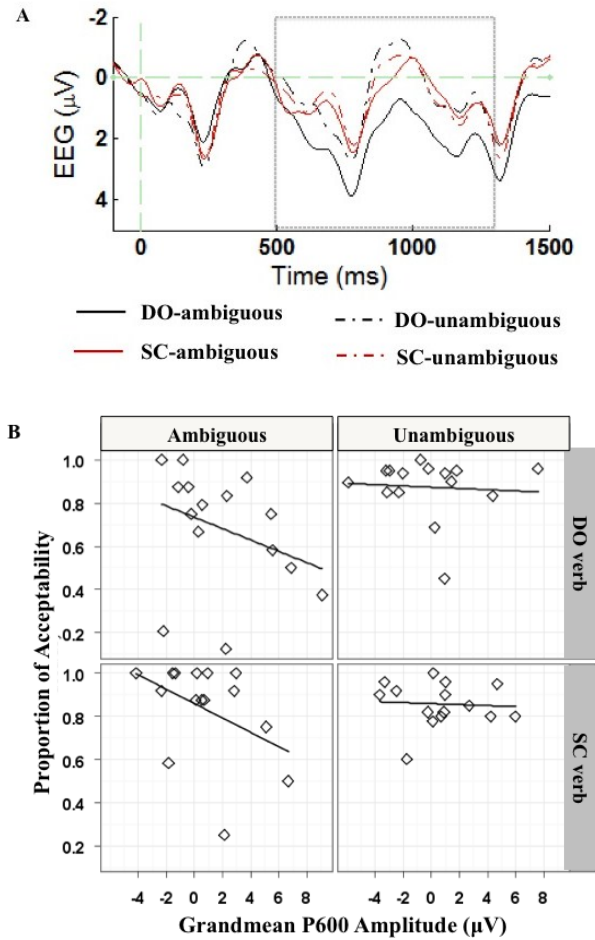 A
EEG (μV)
-2
0
2
4
0 500 1000 1500
Time (ms)
DO-ambiguous
DO-unambiguous
SC-ambiguous
SC-unambiguous
B
Ambiguous
Unambiguous
Proportion of Acceptability
1.0
0.8
0.6
0.4
0.2
DO verb
1.0
0.8
0.6
0.4
0.2
SC verb
-4 -2 0 2 4 6 8 -4 -2 0 2 4 6 8
Grandmean P600 Amplitude (μV)